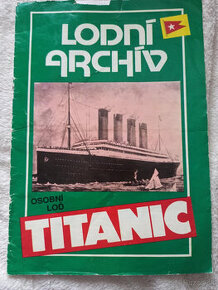 LODNÍ
ARCHÍV
OSOBNÍ
LOĎ
TITANIC